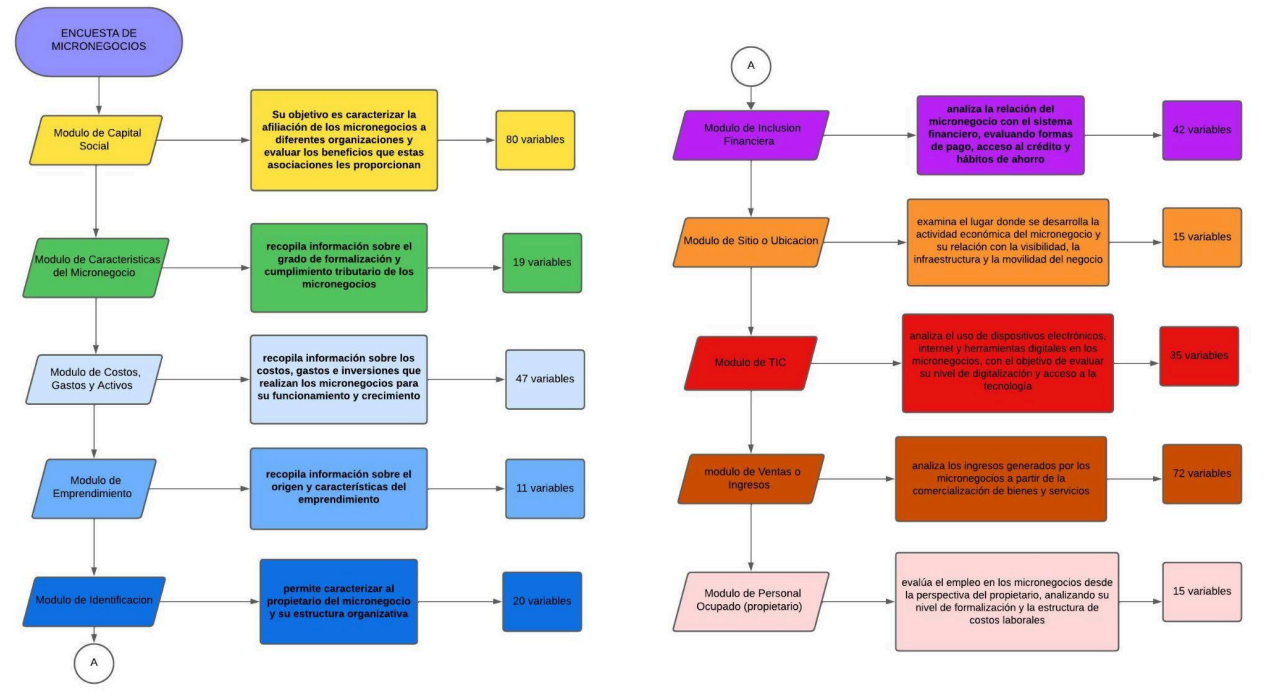 ENCUESTA DE
MICRONEGOCIOS
Modulo de Capital
Social
Su objetivo es caracterizar la
afiliación de los micronegocios a
diferentes organizaciones y
evaluar los beneficios que estas
asociaciones les proporcionan
80 variables
Modulo de Caracteristicas
del Micronegocio
recopila información sobre el
grado de formalización y
cumplimiento tributario de los
micronegocios
19 variables
Modulo de Costos,
Gastos y Activos
recopila información sobre los
costos, gastos e inversiones que
realizan los micronegocios para
su funcionamiento y crecimiento
47 variables
Modulo de
Emprendimiento
recopila información sobre el
origen y características del
emprendimiento
11 variables
Modulo de Identificacion
permite caracterizar al
propietario del micronegocio
y su estructura organizativa
20 variables
A
A
Modulo de Inclusion
Financiera
analiza la relación del
micronegocio con el sistema
financiero, evaluando formas
de pago, acceso al crédito y
hábitos de ahorro
42 variables
Modulo de Sitio o Ubicacion
examina el lugar donde se desarrolla la
actividad económica del micronegocio y
su relación con la visibilidad, la
infraestructura y la movilidad del negocio
15 variables
Modulo de TIC
analiza el uso de dispositivos electrónicos,
internet y herramientas digitales en los
micronegocios, con el objetivo de evaluar
su nivel de digitalización y acceso a la
tecnología
35 variables
modulo de Ventas o
Ingresos
analiza los ingresos generados por los
micronegocios a partir de la
comercialización de bienes y servicios
72 variables
Modulo de Personal
Ocupado (propietario)
evalúa el empleo en los micronegocios desde
la perspectiva del propietario, analizando su
nivel de formalización y la estructura de
costos laborales
15 variables